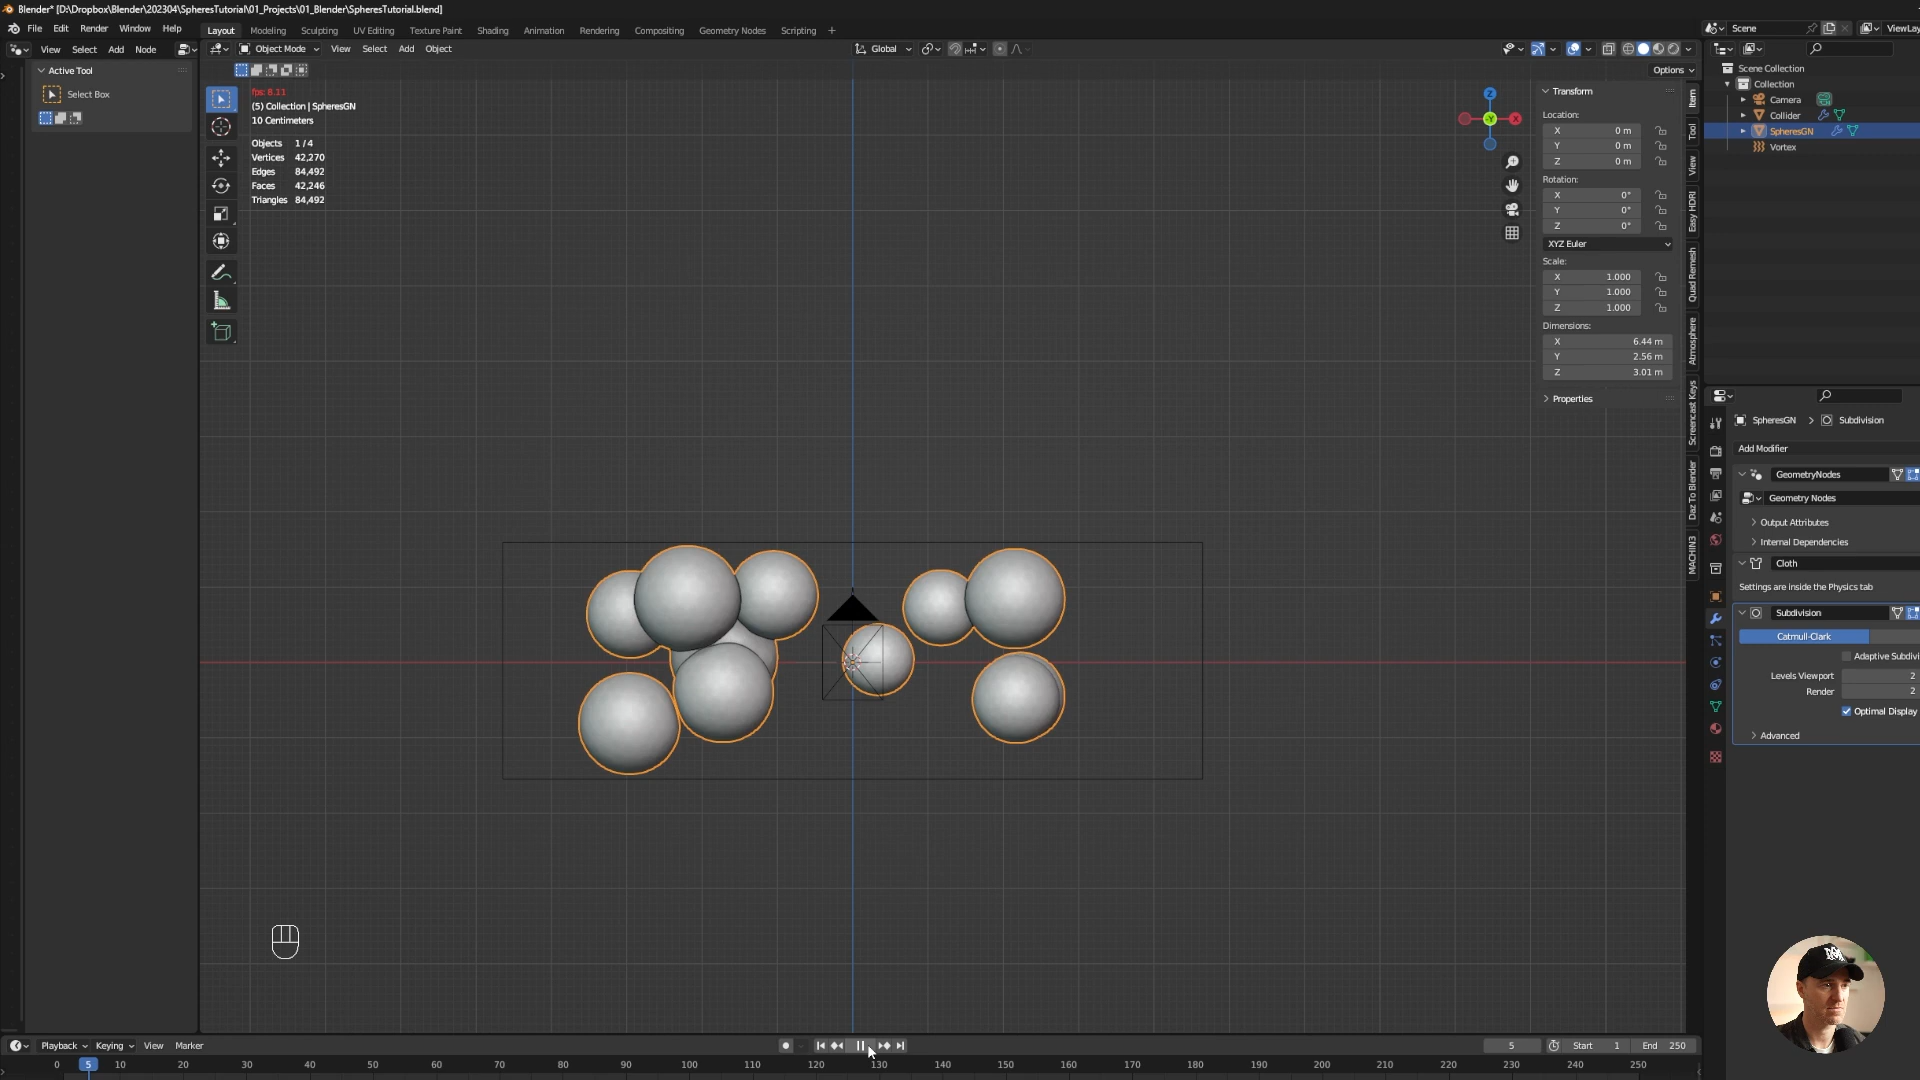 Blender* [D:\Dropbox\Blender\202304\SpheresTutorial\01_Projects\01_Blender\SpheresTutorial.blend]
File Edit Render Window Help
Layout Modeling Sculpting UV Editing Texture Paint Shading Animation Rendering Compositing Geometry Nodes Scripting +
Scene
ViewLay
View Select Add Node
Object Mode View Select Add Object
Global
Options
Active Tool
Select Box
fps: 8.11
(5) Collection | SpheresGN
10 Centimeters
Objects 1 / 4
Vertices 42,270
Edges 84,492
Faces 42,246
Triangles 84,492
Z
-Y
X
Transform
Location:
X 0 m
Y 0 m
Z 0 m
Rotation:
X 0°
Y 0°
Z 0°
XYZ Euler
Scale:
X 1.000
Y 1.000
Z 1.000
Dimensions:
X 6.44 m
Y 2.56 m
Z 3.01 m
Properties
Item
Tool
View
Easy HDRI
Quad Remesh
Atmosphere
Screencast Keys
Daz To Blender
MACHIN3
Scene Collection
Collection
Camera
Collider
SpheresGN
Vortex
SpheresGN > Subdivision
Add Modifier
GeometryNodes
Geometry Nodes
Output Attributes
Internal Dependencies
Cloth
Settings are inside the Physics tab
Subdivision
Catmull-Clark
Adaptive Subdivi
Levels Viewport 2
Render 2
Optimal Display
Advanced
Playback Keying View Marker
5 Start 1 End 250
0 5 10 20 30 40 50 60 70 80 90 100 110 120 130 140 150 160 170 180 190 200 210 220 230 240 250